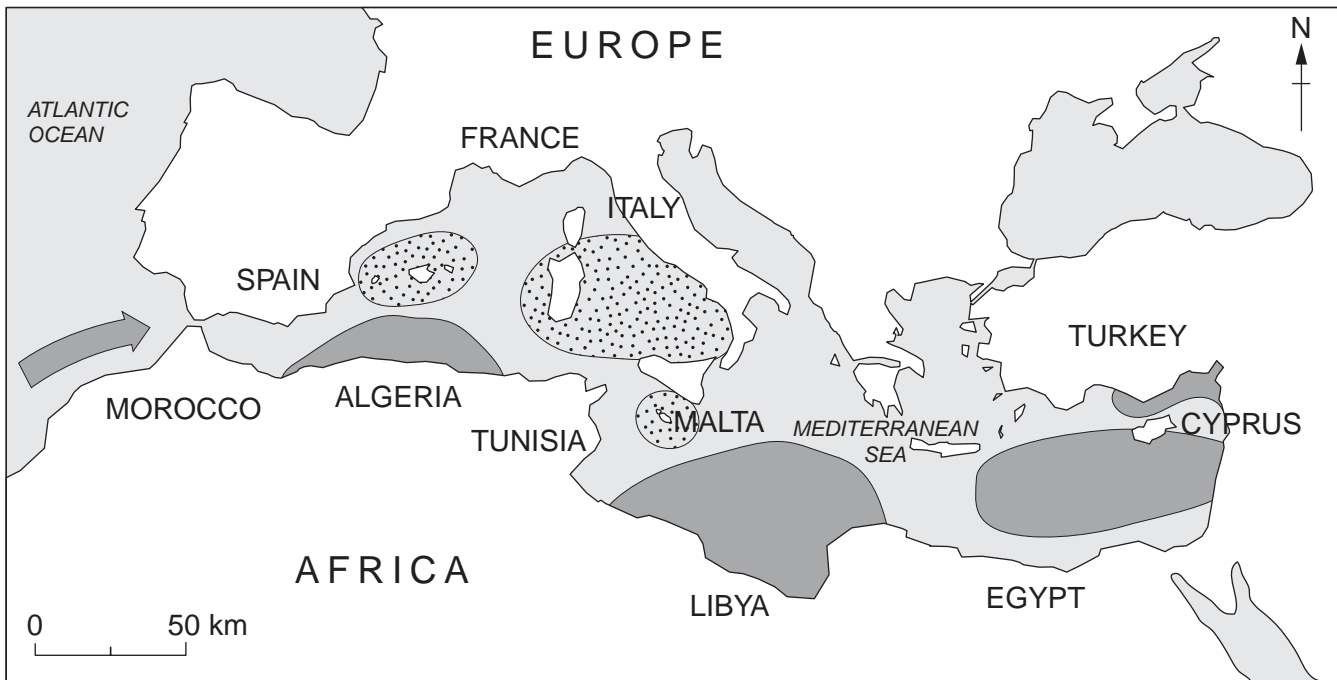 EUROPE
N
ATLANTIC
OCEAN
FRANCE
ITALY
SPAIN
TURKEY
MOROCCO
ALGERIA
TUNISIA
MALTA
MEDITERRANEAN
SEA
CYPRUS
AFRICA
LIBYA
EGYPT
0 50 km